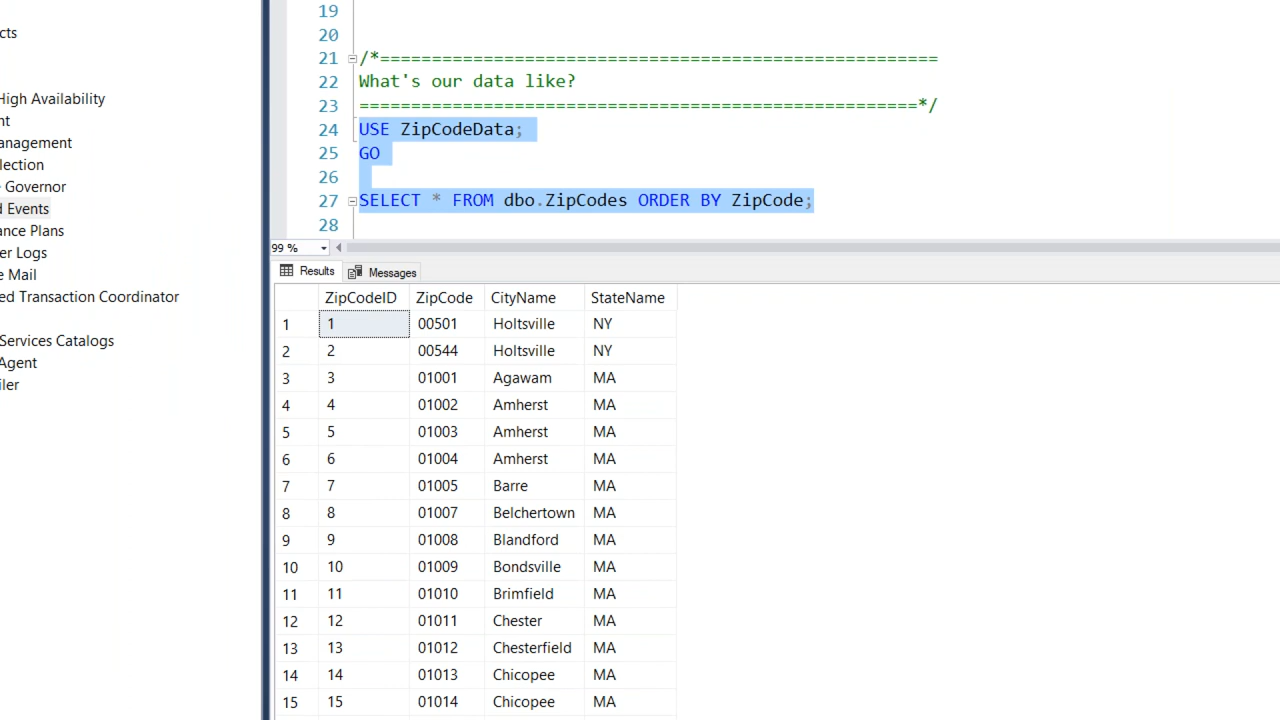 cts
High Availability
nt
anagement
lection
e Governor
d Events
ance Plans
er Logs
e Mail
ed Transaction Coordinator
Services Catalogs
Agent
iler
19
20
21 /*======================================================
22 What's our data like?
23 ======================================================*/
24 USE ZipCodeData;
25 GO
26
27 SELECT * FROM dbo.ZipCodes ORDER BY ZipCode;
28
99 %
Results Messages
ZipCodeID ZipCode CityName StateName
1 1 00501 Holtsville NY
2 2 00544 Holtsville NY
3 3 01001 Agawam MA
4 4 01002 Amherst MA
5 5 01003 Amherst MA
6 6 01004 Amherst MA
7 7 01005 Barre MA
8 8 01007 Belchertown MA
9 9 01008 Blandford MA
10 10 01009 Bondsville MA
11 11 01010 Brimfield MA
12 12 01011 Chester MA
13 13 01012 Chesterfield MA
14 14 01013 Chicopee MA
15 15 01014 Chicopee MA